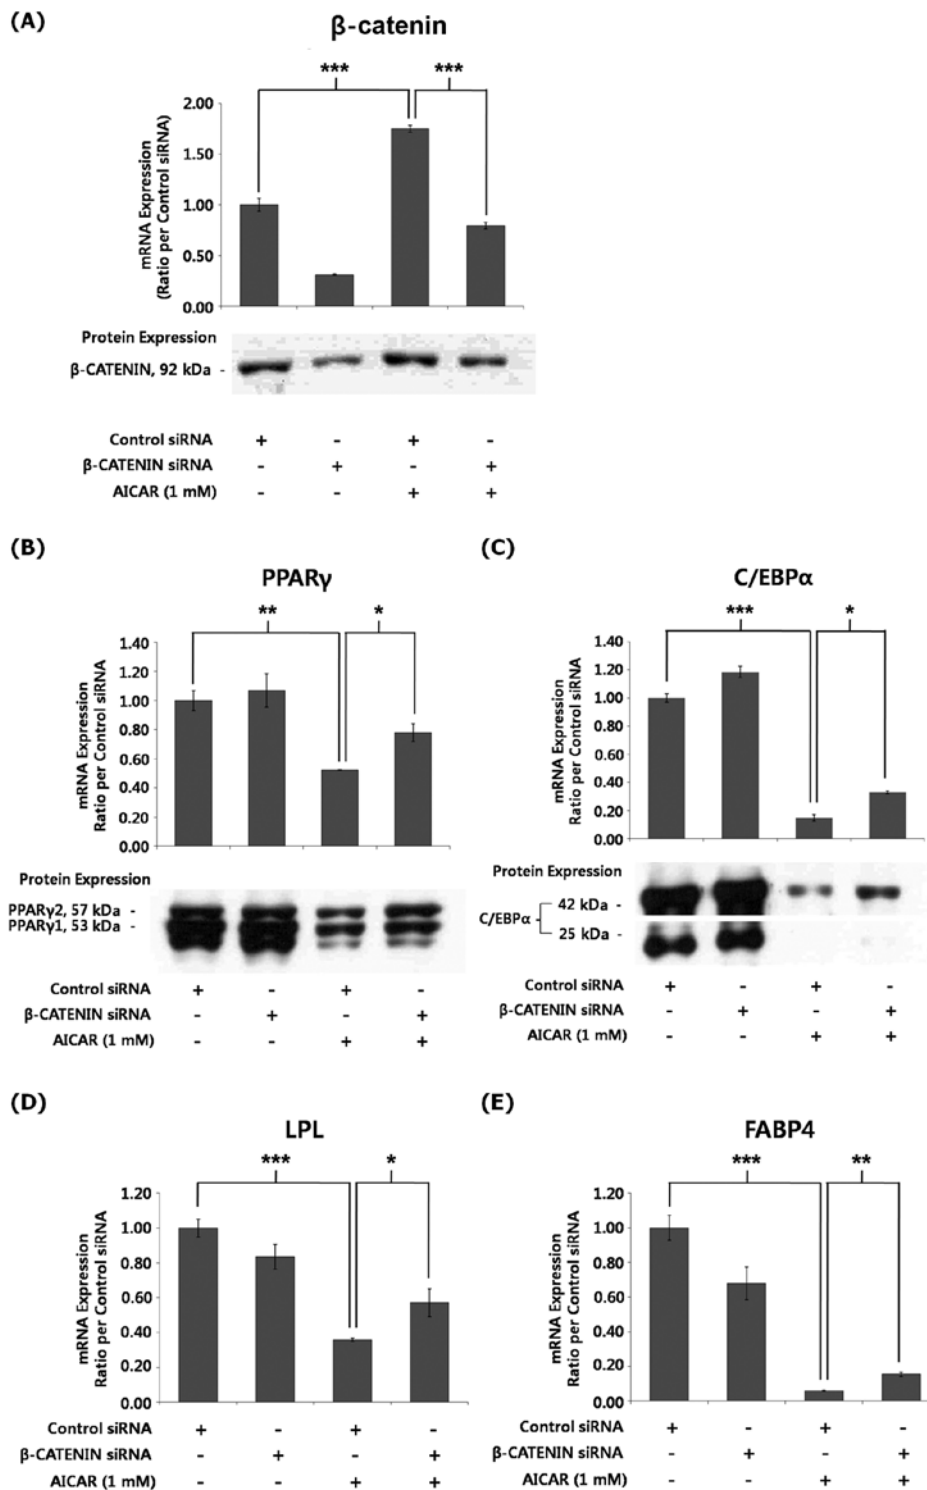 (A)
β-catenin
*** ***
mRNA Expression
(Ratio per Control siRNA)
2.00
1.50
1.00
0.50
0.00
Protein Expression
β-CATENIN, 92 kDa -
Control siRNA + - + -
β-CATENIN siRNA - + - +
AICAR (1 mM) - - + +
(B)
PPARγ
** *
mRNA Expression
Ratio per Control siRNA
1.40
1.20
1.00
0.80
0.60
0.40
0.20
0.00
Protein Expression
PPARγ2, 57 kDa -
PPARγ1, 53 kDa -
Control siRNA + - + -
β-CATENIN siRNA - + - +
AICAR (1 mM) - - + +
(C)
C/EBPα
*** *
mRNA Expression
Ratio per Control siRNA
1.40
1.20
1.00
0.80
0.60
0.40
0.20
0.00
Protein Expression
42 kDa -
C/EBPα
25 kDa -
Control siRNA + - + -
β-CATENIN siRNA - + - +
AICAR (1 mM) - - + +
(D)
LPL
*** *
mRNA Expression
Ratio per Control siRNA
1.20
1.00
0.80
0.60
0.40
0.20
0.00
Control siRNA + - + -
β-CATENIN siRNA - + - +
AICAR (1 mM) - - + +
(E)
FABP4
*** **
mRNA Expression
Ratio per Control siRNA
1.20
1.00
0.80
0.60
0.40
0.20
0.00
Control siRNA + - + -
β-CATENIN siRNA - + - +
AICAR (1 mM) - - + +